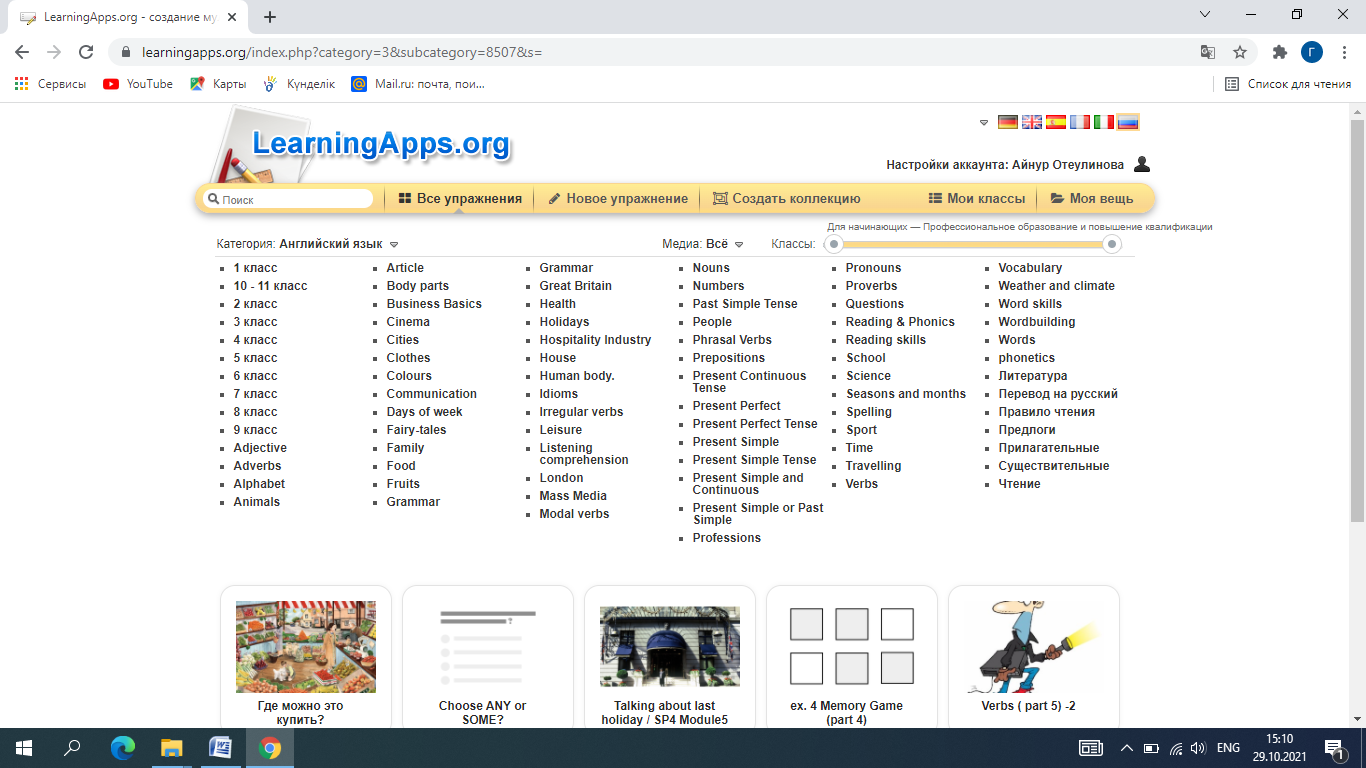 LearningApps.org - создание му
learningapps.org/index.php?category=3&subcategory=8507&s=
Г
Сервисы YouTube Карты Күнделік Mail.ru: почта, пои... Список для чтения
LearningApps.org
Настройки аккаунта: Айнур Отеулинова
Поиск Все упражнения Новое упражнение Создать коллекцию Мои классы Моя вещь
Для начинающих — Профессиональное образование и повышение квалификации
Категория: Английский язык Медиа: Всё Классы:
1 класс
10 - 11 класс
2 класс
3 класс
4 класс
5 класс
6 класс
7 класс
8 класс
9 класс
Adjective
Adverbs
Alphabet
Animals
Article
Body parts
Business Basics
Cinema
Cities
Clothes
Colours
Communication
Days of week
Fairy-tales
Family
Food
Fruits
Grammar
Grammar
Great Britain
Health
Holidays
Hospitality Industry
House
Human body.
Idioms
Irregular verbs
Leisure
Listening
comprehension
London
Mass Media
Modal verbs
Nouns
Numbers
Past Simple Tense
People
Phrasal Verbs
Prepositions
Present Continuous
Tense
Present Perfect
Present Perfect Tense
Present Simple
Present Simple Tense
Present Simple and
Continuous
Present Simple or Past
Simple
Professions
Pronouns
Proverbs
Questions
Reading & Phonics
Reading skills
School
Science
Seasons and months
Spelling
Sport
Time
Travelling
Verbs
Vocabulary
Weather and climate
Word skills
Wordbuilding
Words
phonetics
Литература
Перевод на русский
Правило чтения
Предлоги
Прилагательные
Существительные
Чтение
?
Где можно это
купить?
Choose ANY or
SOME?
Talking about last
holiday / SP4 Module5
ex. 4 Memory Game
(part 4)
Verbs ( part 5) -2
ENG
15:10
29.10.2021
1